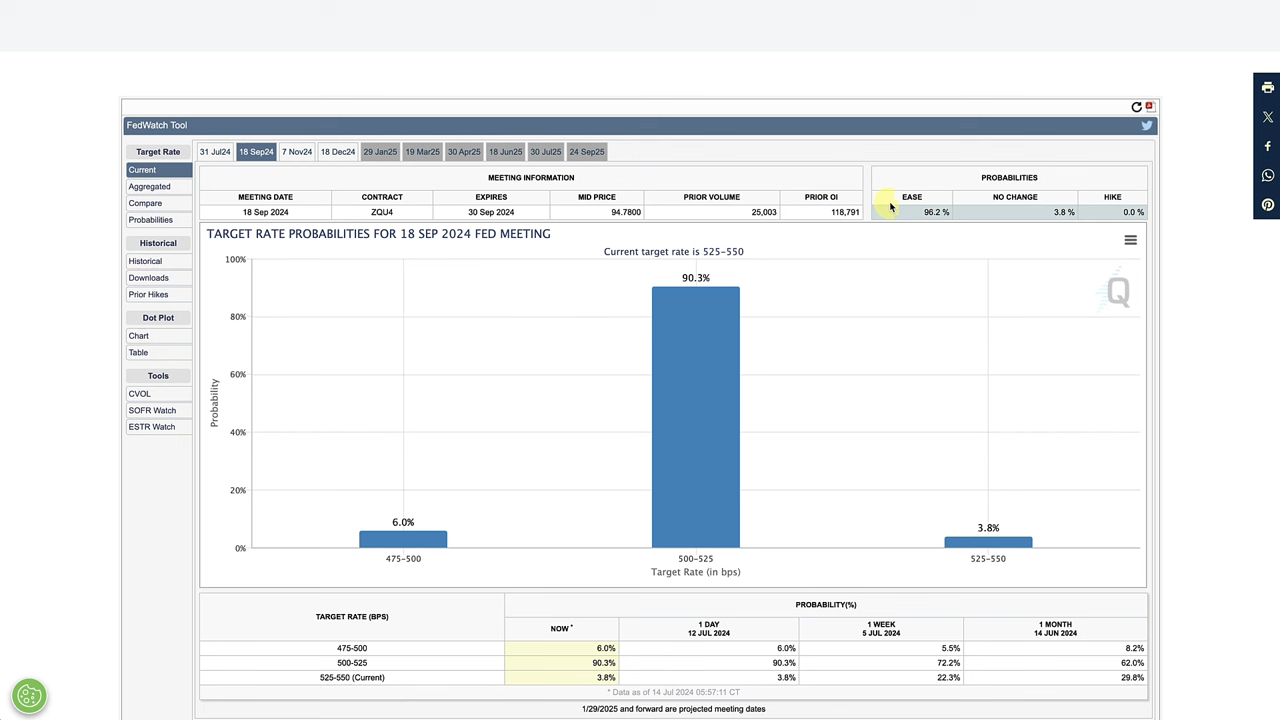 FedWatch Tool
Target Rate
Current
Aggregated
Compare
Probabilities
Historical
Historical
Downloads
Prior Hikes
Dot Plot
Chart
Table
Tools
CVOL
SOFR Watch
ESTR Watch
31 Jul24 18 Sep24 7 Nov24 18 Dec24 29 Jan25 19 Mar25 30 Apr25 18 Jun25 30 Jul25 24 Sep25
MEETING INFORMATION
MEETING DATE CONTRACT EXPIRES MID PRICE PRIOR VOLUME PRIOR OI
18 Sep 2024 ZQU4 30 Sep 2024 94.7800 25,003 118,791
PROBABILITIES
EASE NO CHANGE HIKE
96.2 % 3.8 % 0.0 %
TARGET RATE PROBABILITIES FOR 18 SEP 2024 FED MEETING
Current target rate is 525-550
Q
Probability
100%
80%
60%
40%
20%
0%
6.0%
90.3%
3.8%
475-500 500-525 525-550
Target Rate (in bps)
TARGET RATE (BPS) PROBABILITY(%)
NOW * 1 DAY 1 WEEK 1 MONTH
12 JUL 2024 5 JUL 2024 14 JUN 2024
475-500 6.0% 6.0% 5.5% 8.2%
500-525 90.3% 90.3% 72.2% 62.0%
525-550 (Current) 3.8% 3.8% 22.3% 29.8%
* Data as of 14 Jul 2024 05:57:11 CT
1/29/2025 and forward are projected meeting dates